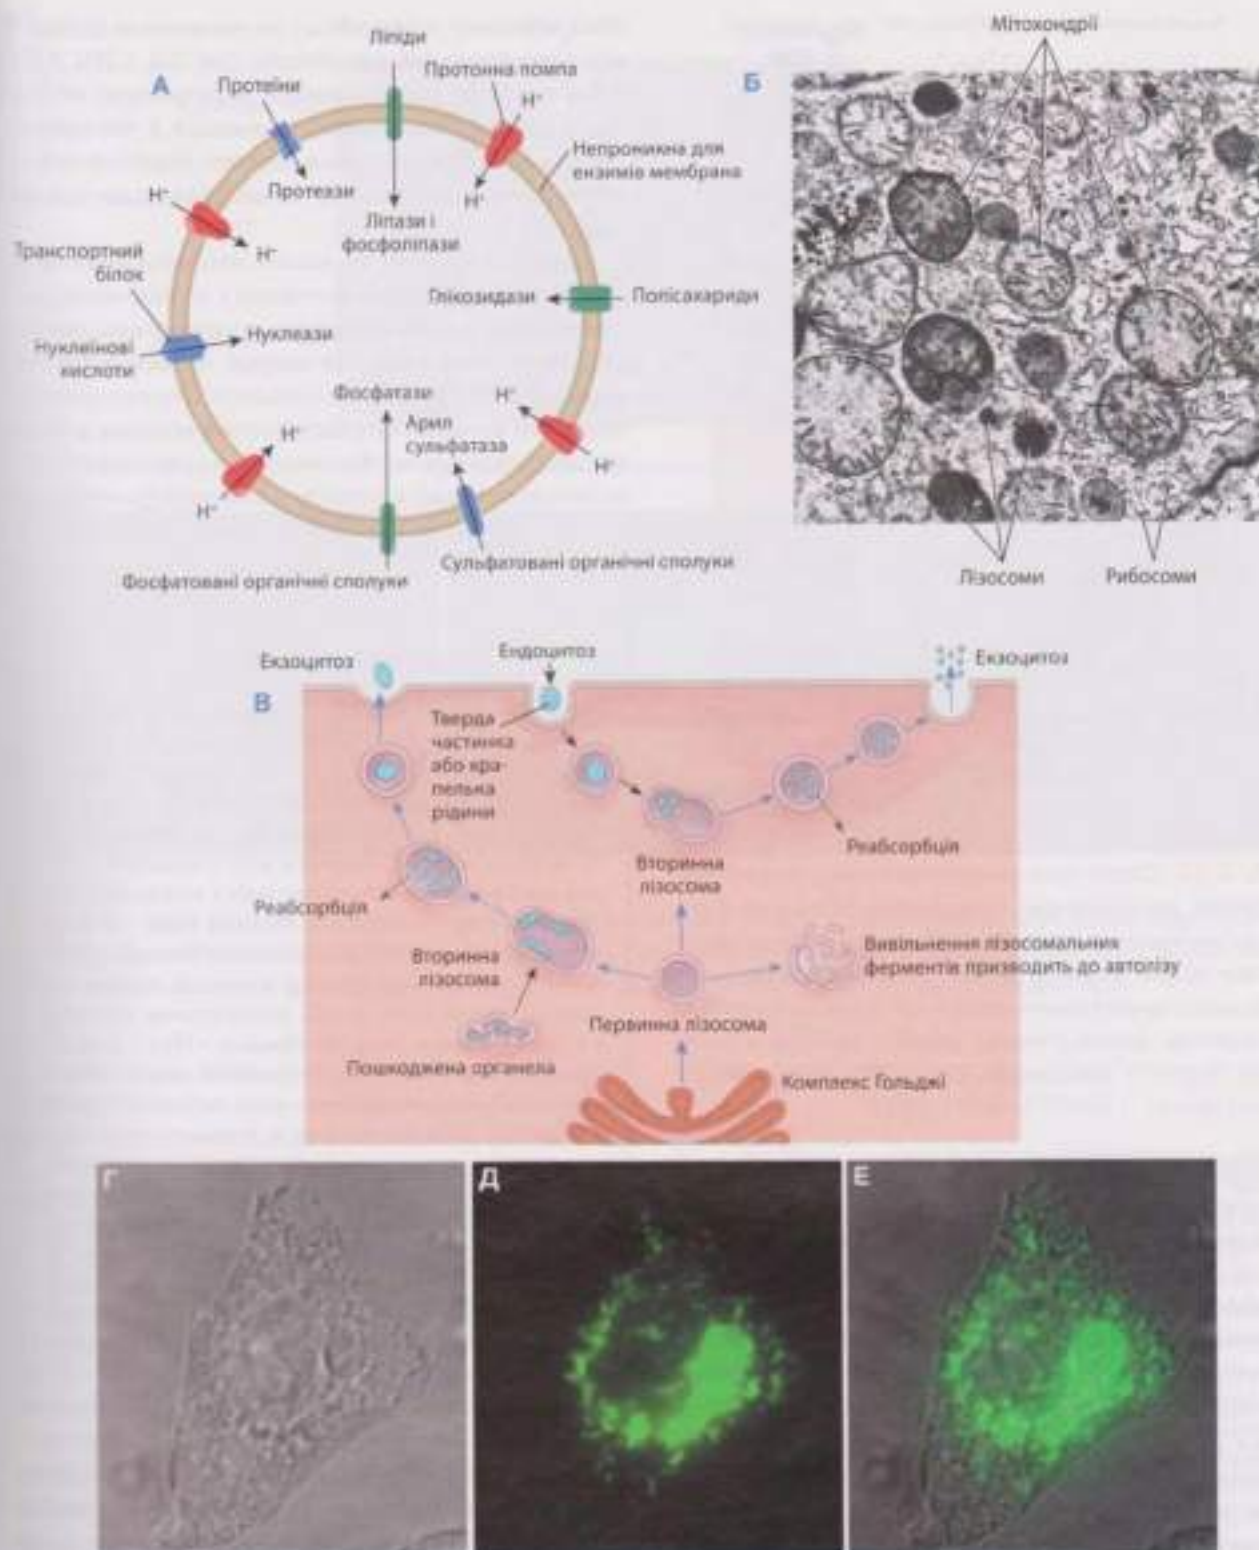 А
Ліпіди
Протеїни
Протонна помпа
H⁺
Непроникна для
ензимів мембрана
Протеази
H⁺
H⁺
Ліпази і
фосфоліпази
H⁺
Транспортний
білок
Глікозидази
Полісахариди
Нуклеази
Нуклеїнові
кислоти
Фосфатази
H⁺
Арил
сульфатаза
H⁺
H⁺
H⁺
Сульфатовані органічні сполуки
Фосфатовані органічні сполуки
Б
Мітохондрії
Лізосоми
Рибосоми
В
Екзоцитоз
Ендоцитоз
Екзоцитоз
Тверда
частинка
або кра-
пелька
рідини
Вторинна
лізосома
Реабсорбція
Реабсорбція
Вторинна
лізосома
Вивільнення лізосомальних
ферментів призводить до автолізу
Первинна лізосома
Пошкоджена органела
Комплекс Гольджі
Г
Д
Е